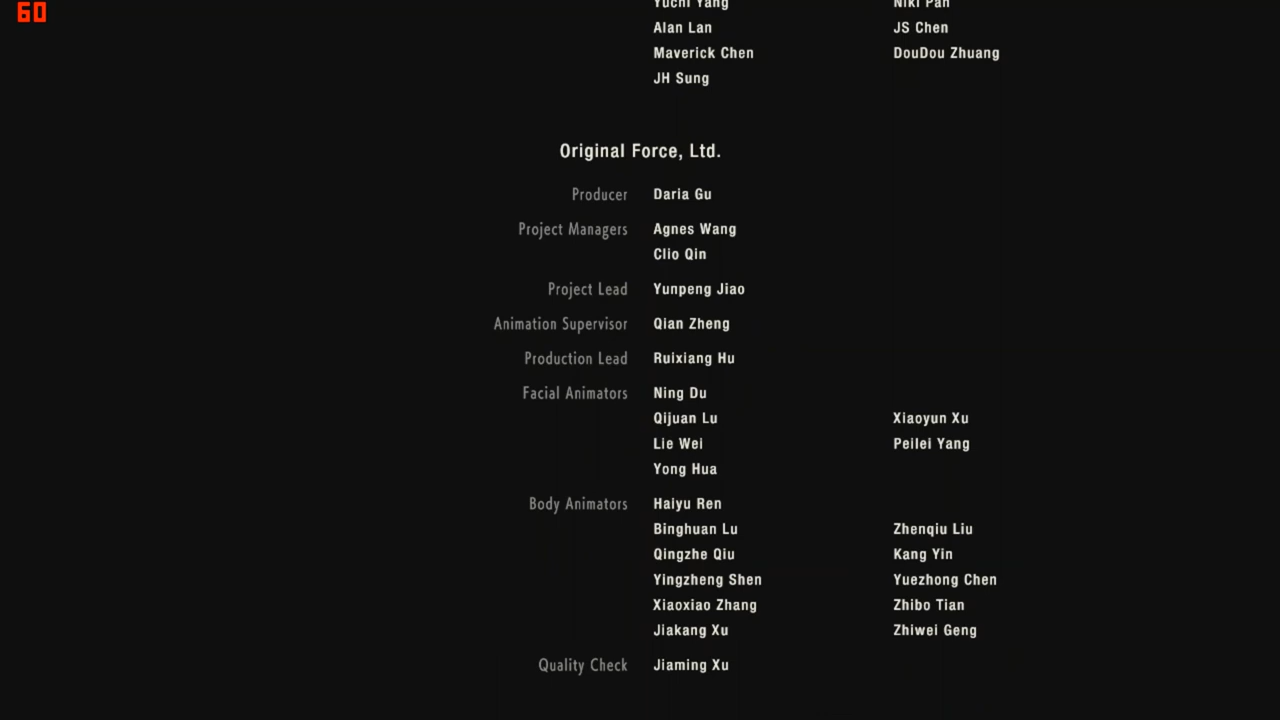 60
Yuchi Yang Niki Pan
Alan Lan JS Chen
Maverick Chen DouDou Zhuang
JH Sung
Original Force, Ltd.
Producer Daria Gu
Project Managers Agnes Wang
Clio Qin
Project Lead Yunpeng Jiao
Animation Supervisor Qian Zheng
Production Lead Ruixiang Hu
Facial Animators Ning Du
Qijuan Lu Xiaoyun Xu
Lie Wei Peilei Yang
Yong Hua
Body Animators Haiyu Ren
Binghuan Lu Zhenqiu Liu
Qingzhe Qiu Kang Yin
Yingzheng Shen Yuezhong Chen
Xiaoxiao Zhang Zhibo Tian
Jiakang Xu Zhiwei Geng
Quality Check Jiaming Xu